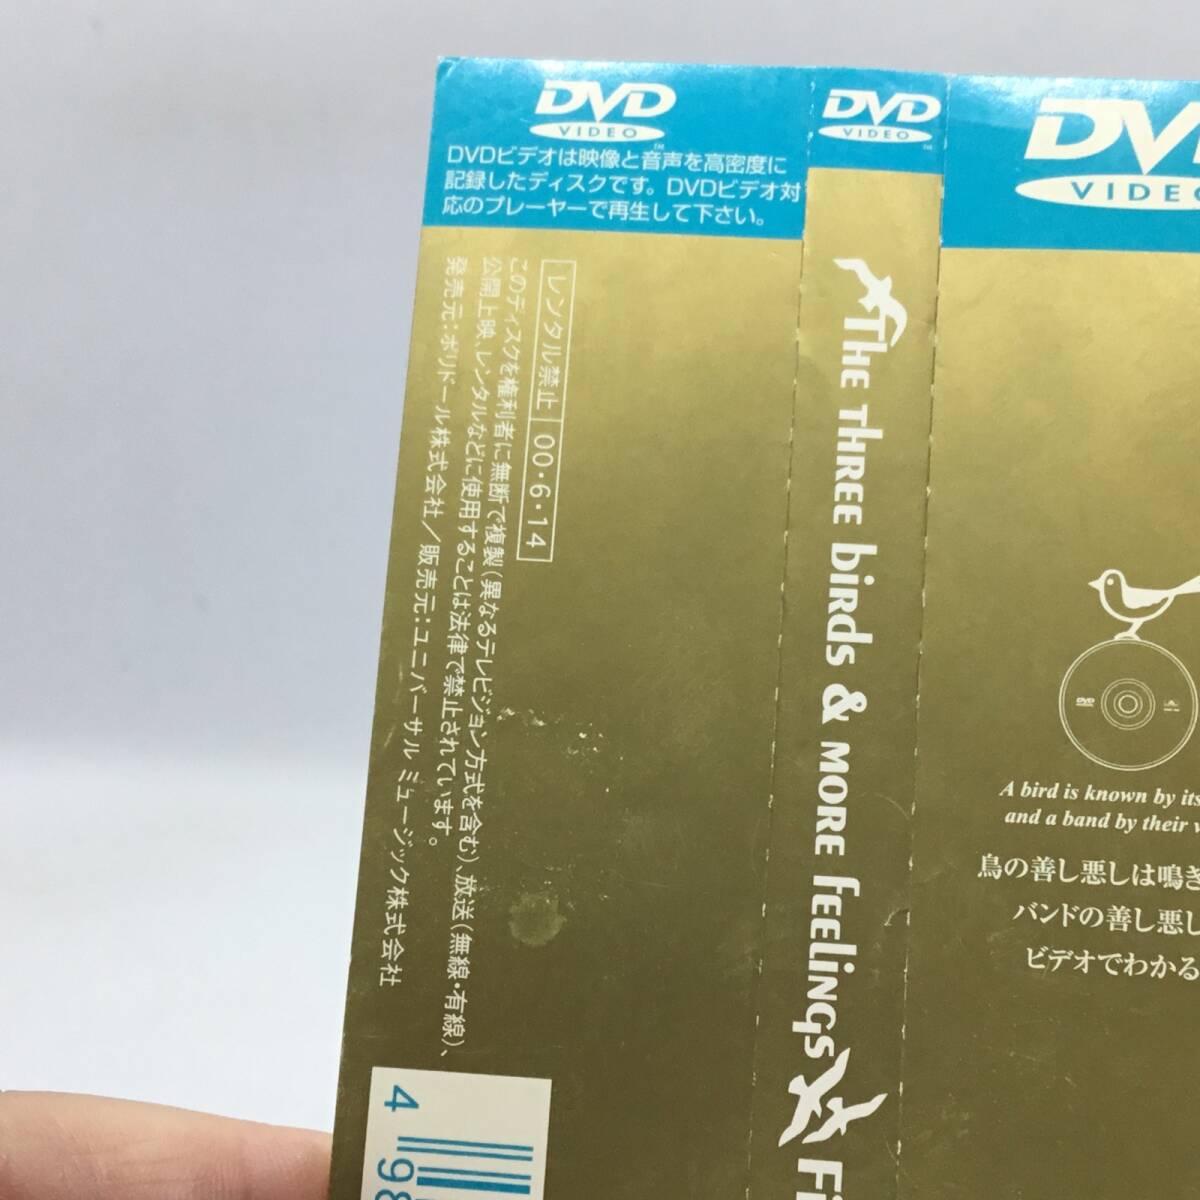 DVD
VIDEO
DVDビデオは映像と音声を高密度に
記録したディスクです。DVDビデオ対
応のプレーヤーで再生して下さい。
レンタル禁止 00・6・14
このディスクを権利者に無断で複製(異なるテレビジョン方式を含む)、放送(無線・有線)、
公開上映、レンタルなどに使用することは法律で禁止されています。
発売元:ポリドール株式会社/販売元:ユニバーサル ミュージック株式会社
4 98
DVD
VIDEO
THE THREE birds & MORE feelings
DV
VIDEO
DVD
A bird is known by its
and a band by their
鳥の善し悪しは鳴き
バンドの善し悪し
ビデオでわかる